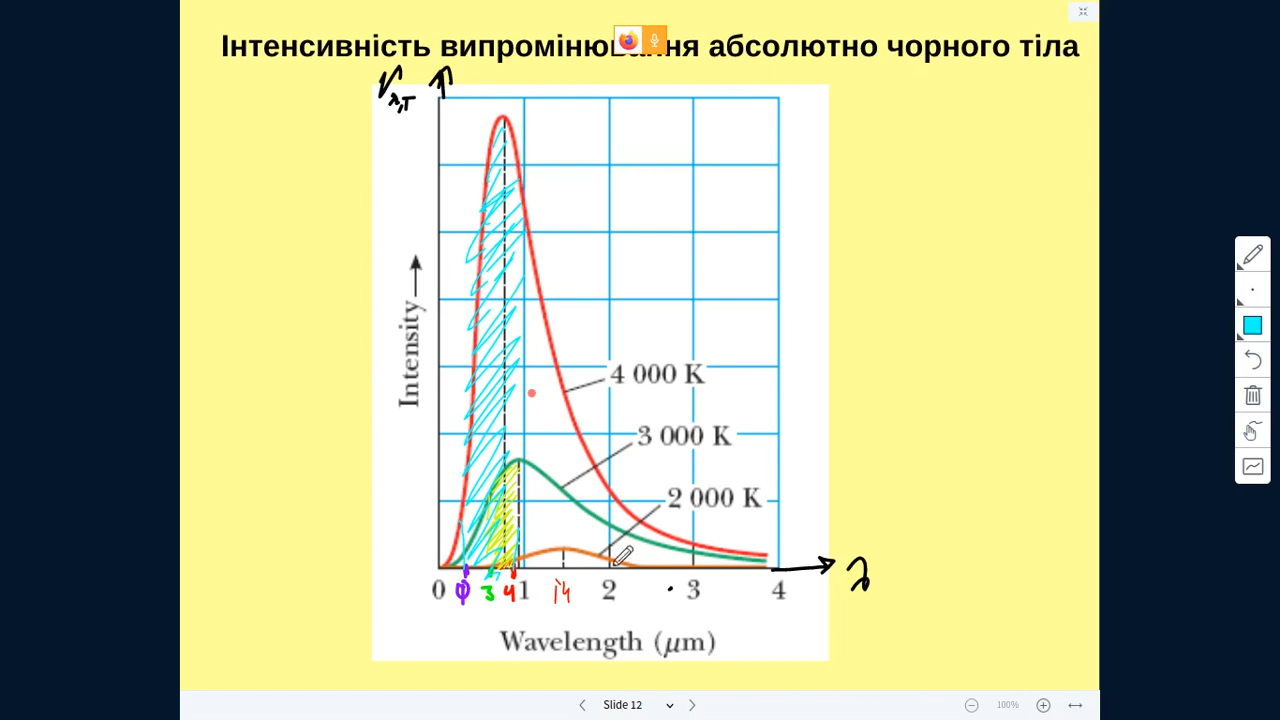 Інтенсивність випромінювання абсолютно чорного тіла
λ,T
Intensity
4 000 K
3 000 K
2 000 K
0 ф З Ч 1 ІЧ 2 3 4
λ
Wavelength (μm)
Slide 12
100%